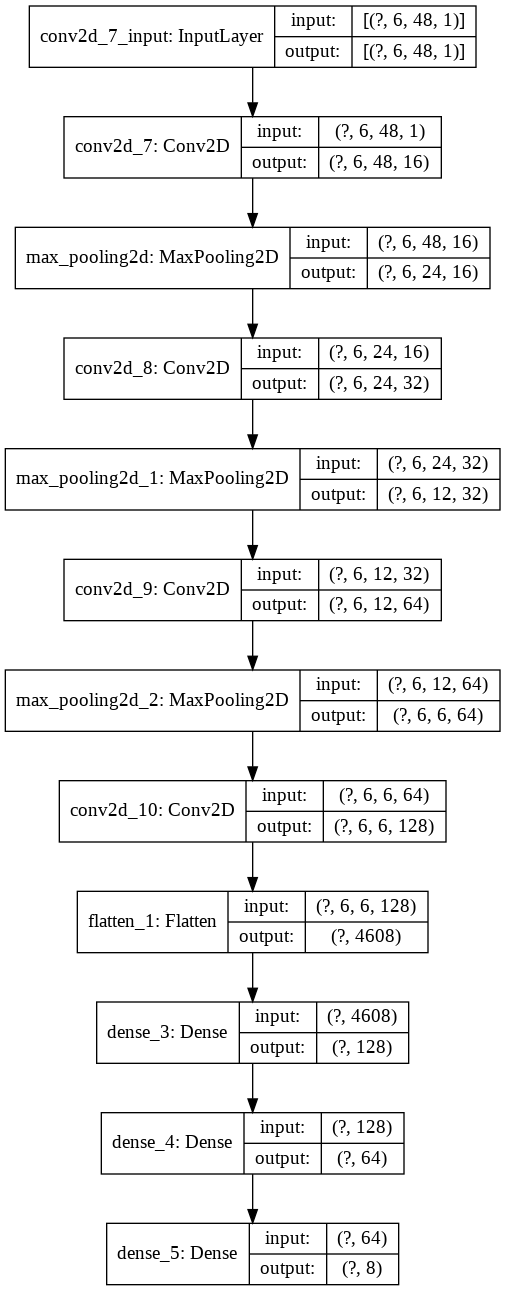 conv2d_7_input: InputLayer
input: [(?, 6, 48, 1)]
output: [(?, 6, 48, 1)]
conv2d_7: Conv2D
input: (?, 6, 48, 1)
output: (?, 6, 48, 16)
max_pooling2d: MaxPooling2D
input: (?, 6, 48, 16)
output: (?, 6, 24, 16)
conv2d_8: Conv2D
input: (?, 6, 24, 16)
output: (?, 6, 24, 32)
max_pooling2d_1: MaxPooling2D
input: (?, 6, 24, 32)
output: (?, 6, 12, 32)
conv2d_9: Conv2D
input: (?, 6, 12, 32)
output: (?, 6, 12, 64)
max_pooling2d_2: MaxPooling2D
input: (?, 6, 12, 64)
output: (?, 6, 6, 64)
conv2d_10: Conv2D
input: (?, 6, 6, 64)
output: (?, 6, 6, 128)
flatten_1: Flatten
input: (?, 6, 6, 128)
output: (?, 4608)
dense_3: Dense
input: (?, 4608)
output: (?, 128)
dense_4: Dense
input: (?, 128)
output: (?, 64)
dense_5: Dense
input: (?, 64)
output: (?, 8)